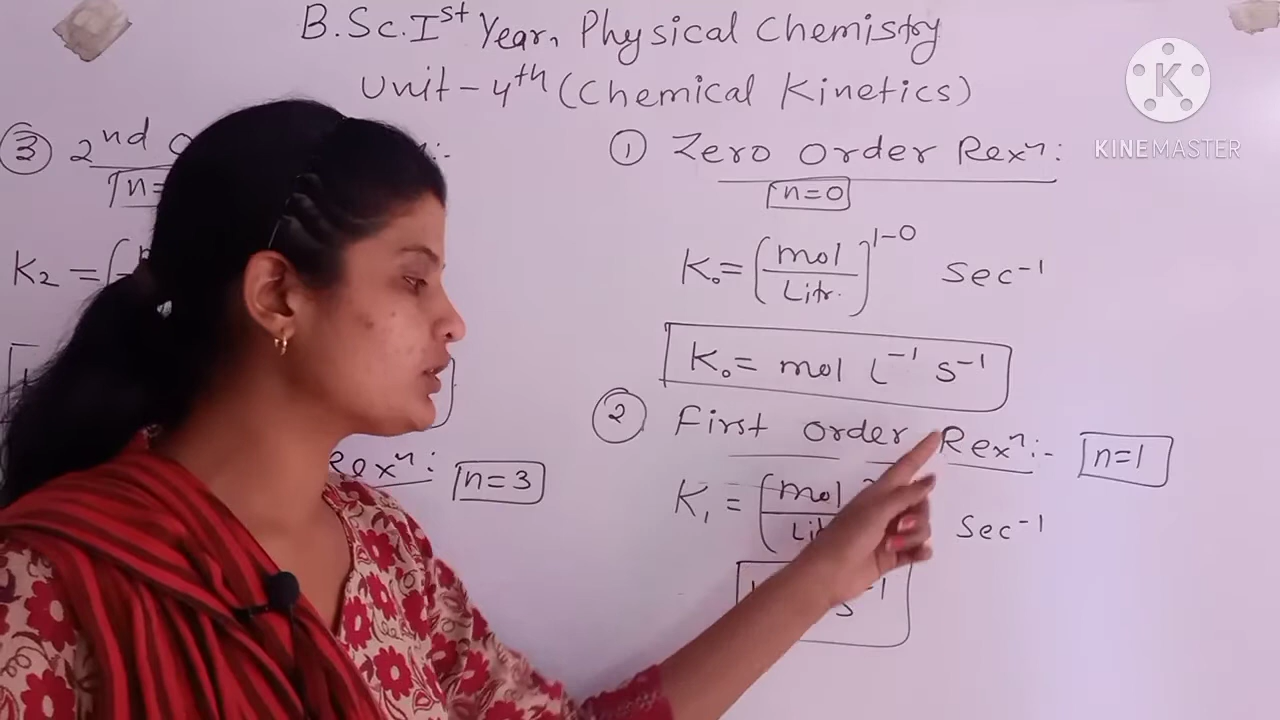 B.Sc. Ist Year, Physical Chemistry
Unit - 4th (Chemical Kinetics)
① Zero Order Rexn:
n=0
K₀= (mol/Litr.)^1-0 Sec⁻¹
K₀= mol L⁻¹ s⁻¹
② First Order Rexn:-
n=1
K₁ = (mol Sec⁻¹
s⁻¹
③ 2nd
n=
K₂ =(
Rexn:
n=3
K
KINEMASTER